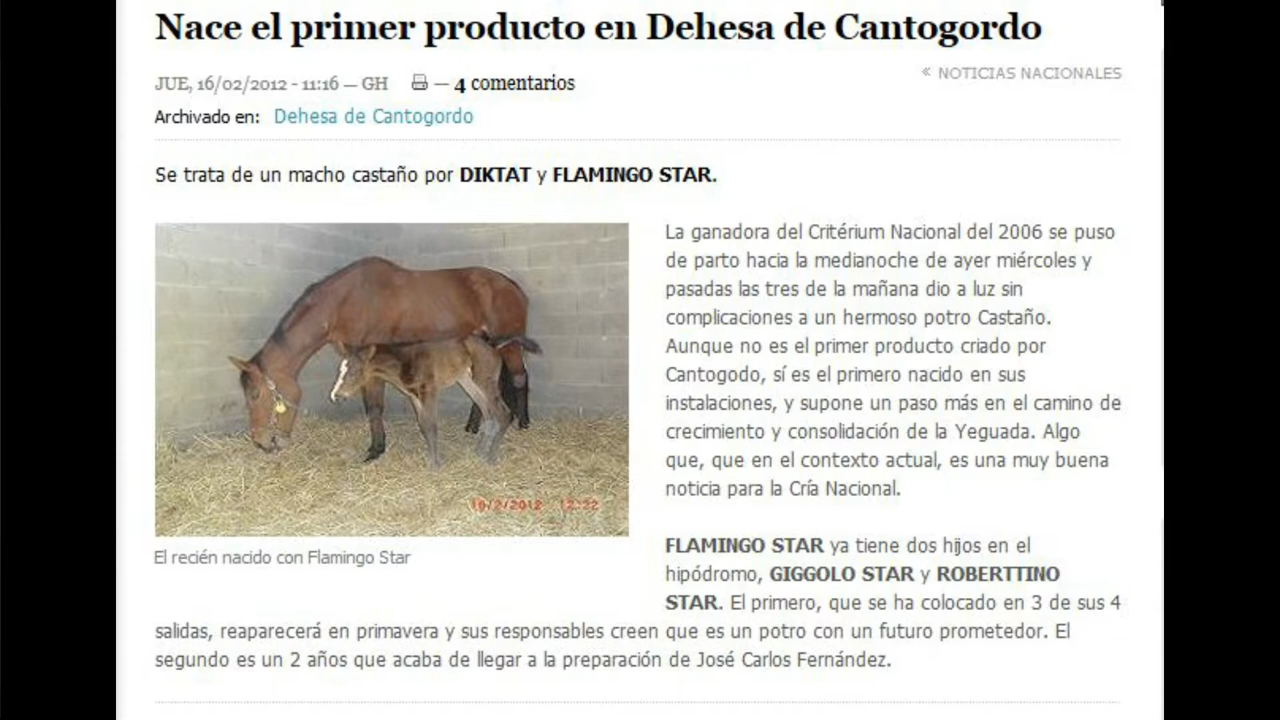 Nace el primer producto en Dehesa de Cantogordo
JUE, 16/02/2012 - 11:16 — GH — 4 comentarios
« NOTICIAS NACIONALES
Archivado en: Dehesa de Cantogordo
Se trata de un macho castaño por DIKTAT y FLAMINGO STAR.
La ganadora del Critérium Nacional del 2006 se puso
de parto hacia la medianoche de ayer miércoles y
pasadas las tres de la mañana dio a luz sin
complicaciones a un hermoso potro Castaño.
Aunque no es el primer producto criado por
Cantogodo, sí es el primero nacido en sus
instalaciones, y supone un paso más en el camino de
crecimiento y consolidación de la Yeguada. Algo
que, que en el contexto actual, es una muy buena
noticia para la Cría Nacional.
16/2/2012 12:22
El recién nacido con Flamingo Star
FLAMINGO STAR ya tiene dos hijos en el
hipódromo, GIGGOLO STAR y ROBERTTINO
STAR. El primero, que se ha colocado en 3 de sus 4
salidas, reaparecerá en primavera y sus responsables creen que es un potro con un futuro prometedor. El
segundo es un 2 años que acaba de llegar a la preparación de José Carlos Fernández.